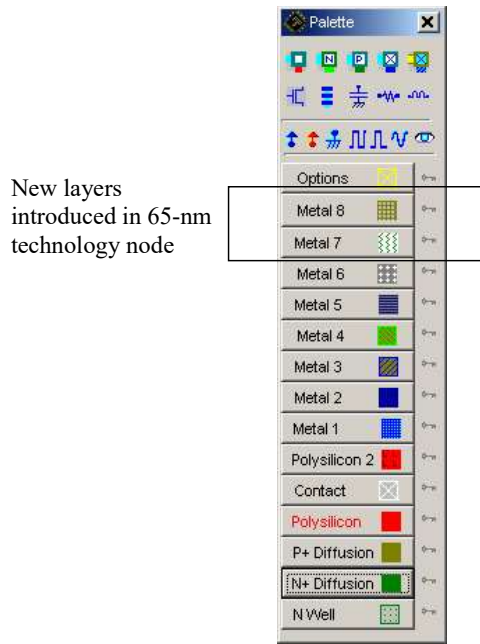 Palette
N P
New layers
introduced in 65-nm
technology node
Options
Metal 8
Metal 7
Metal 6
Metal 5
Metal 4
Metal 3
Metal 2
Metal 1
Polysilicon 2
Contact
Polysilicon
P+ Diffusion
N+ Diffusion
N Well